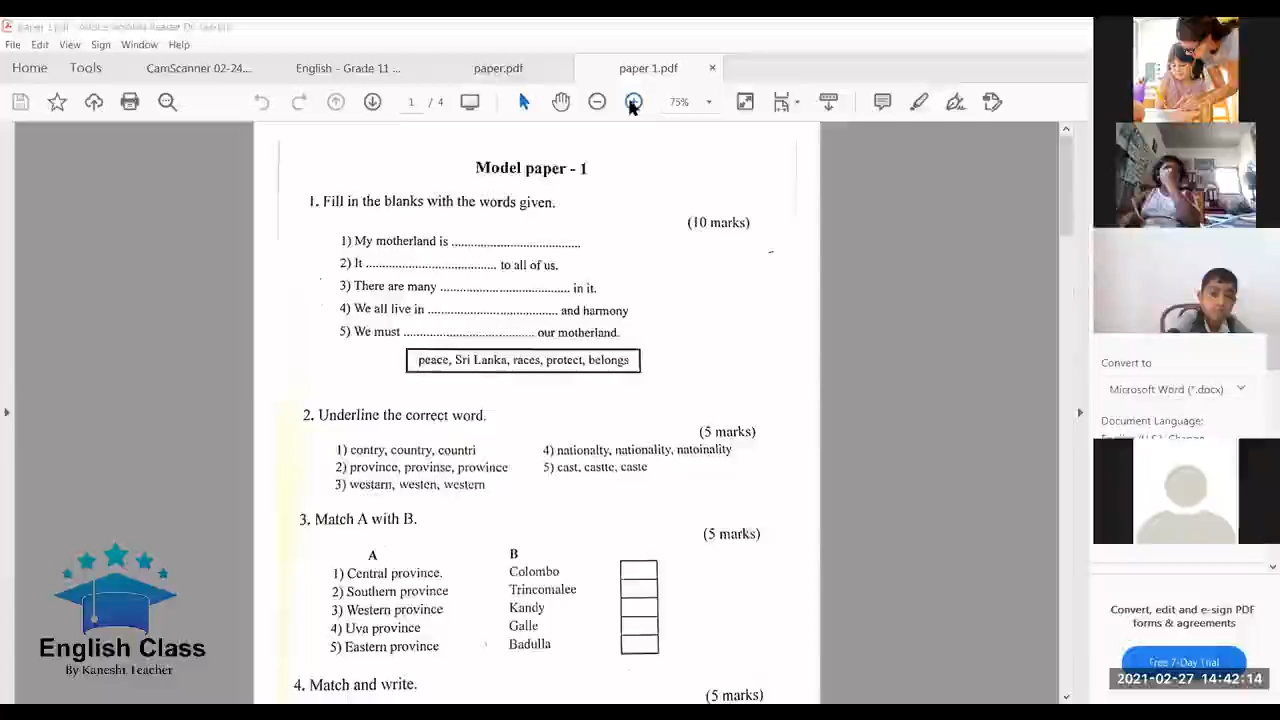 File Edit View Sign Window Help
Home Tools CamScanner 02-24... English - Grade 11 ... paper.pdf paper 1.pdf ×
1 / 4 75%
Model paper - 1
1. Fill in the blanks with the words given.
(10 marks)
1) My motherland is ............................................
2) It ............................................ to all of us.
3) There are many ............................................ in it.
4) We all live in ............................................ and harmony
5) We must ............................................ our motherland.
peace, Sri Lanka, races, protect, belongs
2. Underline the correct word.
(5 marks)
1) contry, country, countri 4) nationalty, nationality, natoinality
2) province, provinse, prowince 5) cast, castte, caste
3) westarn, westen, western
3. Match A with B.
(5 marks)
A B
1) Central province. Colombo
2) Southern province Trincomalee
3) Western province Kandy
4) Uva province Galle
5) Eastern province Badulla
4. Match and write.
(5 marks)
English Class
By Kaneshi Teacher
Convert to
Microsoft Word (*.docx)
Document Language:
Convert, edit and e-sign PDF
forms & agreements
Free 7-Day Trial
2021-02-27 14:42:14